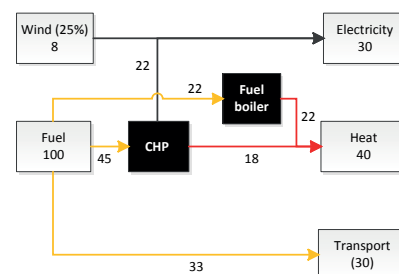 Wind (25%)
8
Electricity
30
22
22
Fuel
boiler
22
Fuel
100
45
CHP
18
Heat
40
33
Transport
(30)